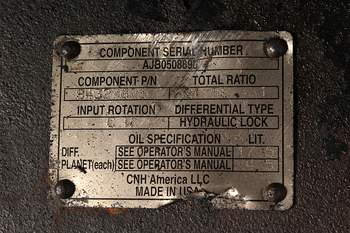 COMPONENT SERIAL NUMBER
COMPONENT P/N TOTAL RATIO
INPUT ROTATION DIFFERENTIAL TYPE
HYDRAULIC LOCK
OIL SPECIFICATION LIT.
DIFF. SEE OPERATOR'S MANUAL
PLANET(each) SEE OPERATOR'S MANUAL
CNH America LLC
MADE IN USA